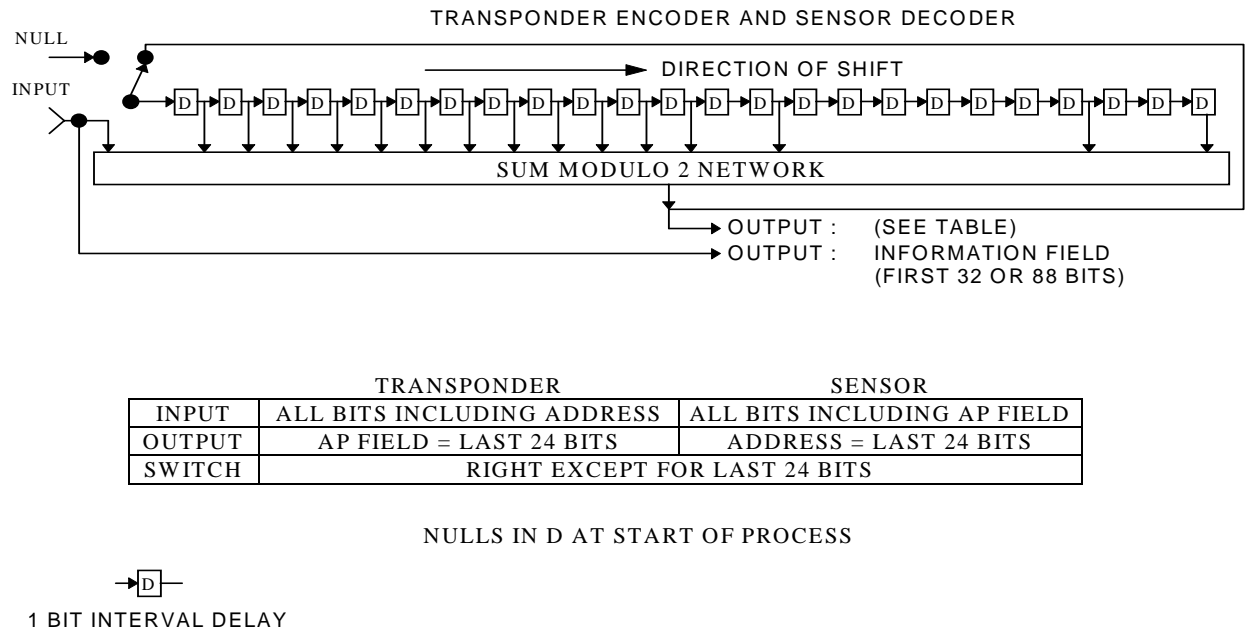 TRANSPONDER ENCODER AND SENSOR DECODER
NULL
DIRECTION OF SHIFT
INPUT
D D D D D D D D D D D D D D D D D D D D D D D D
SUM MODULO 2 NETWORK
OUTPUT : (SEE TABLE)
OUTPUT : INFORMATION FIELD
(FIRST 32 OR 88 BITS)
TRANSPONDER SENSOR
INPUT ALL BITS INCLUDING ADDRESS ALL BITS INCLUDING AP FIELD
OUTPUT AP FIELD = LAST 24 BITS ADDRESS = LAST 24 BITS
SWITCH RIGHT EXCEPT FOR LAST 24 BITS
NULLS IN D AT START OF PROCESS
D
1 BIT INTERVAL DELAY